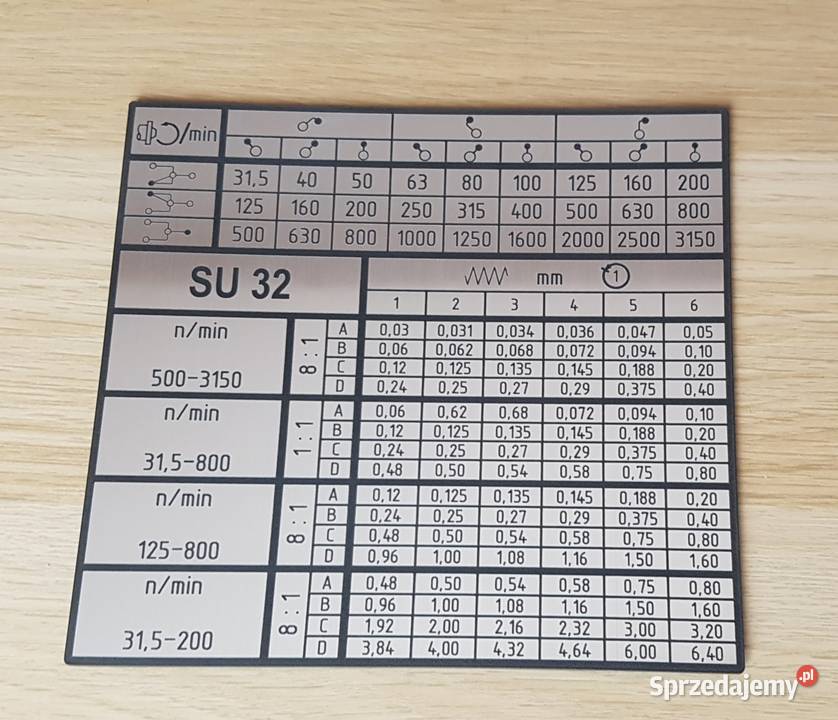 /min
31,5 40 50 63 80 100 125 160 200
125 160 200 250 315 400 500 630 800
500 630 800 1000 1250 1600 2000 2500 3150
SU 32
mm 1
1 2 3 4 5 6
n/min
500-3150
8:1
A 0,03 0,031 0,034 0,036 0,047 0,05
B 0,06 0,062 0,068 0,072 0,094 0,10
C 0,12 0,125 0,135 0,145 0,188 0,20
D 0,24 0,25 0,27 0,29 0,375 0,40
n/min
31,5-800
1:1
A 0,06 0,62 0,68 0,072 0,094 0,10
B 0,12 0,125 0,135 0,145 0,188 0,20
C 0,24 0,25 0,27 0,29 0,375 0,40
D 0,48 0,50 0,54 0,58 0,75 0,80
n/min
125-800
8:1
A 0,12 0,125 0,135 0,145 0,188 0,20
B 0,24 0,25 0,27 0,29 0,375 0,40
C 0,48 0,50 0,54 0,58 0,75 0,80
D 0,96 1,00 1,08 1,16 1,50 1,60
n/min
31,5-200
8:1
A 0,48 0,50 0,54 0,58 0,75 0,80
B 0,96 1,00 1,08 1,16 1,50 1,60
C 1,92 2,00 2,16 2,32 3,00 3,20
D 3,84 4,00 4,32 4,64 6,00 6,40
Sprzedajemy.pl